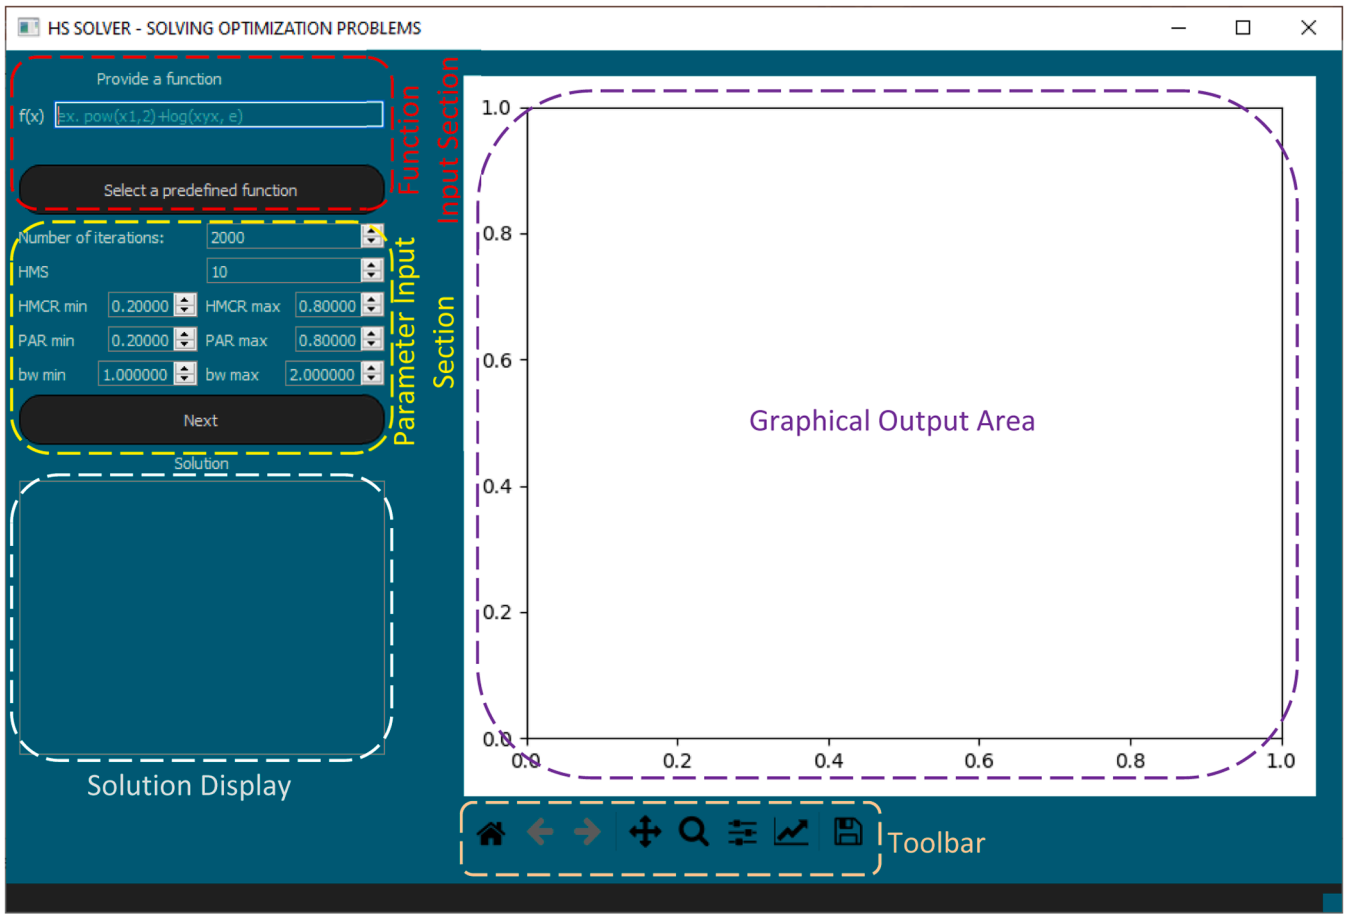 HS SOLVER - SOLVING OPTIMIZATION PROBLEMS
Provide a function
f(x) ex. pow(x1,2)+log(xyx, e)
Select a predefined function
Function
Input Section
Number of iterations: 2000
HMS 10
HMCR min 0.20000 HMCR max 0.80000
PAR min 0.20000 PAR max 0.80000
bw min 1.000000 bw max 2.000000
Next
Parameter Input
Section
Solution
Solution Display
1.0
0.8
0.6
0.4
0.2
0.0
0.0 0.2 0.4 0.6 0.8 1.0
Graphical Output Area
Toolbar